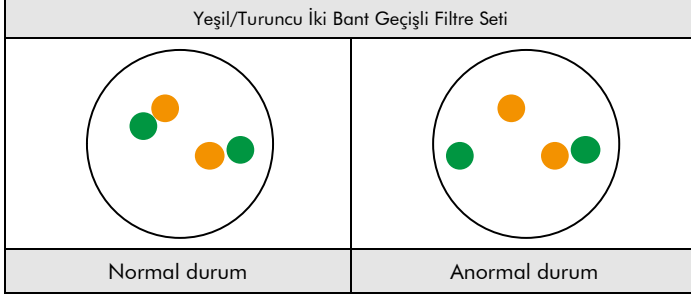 Yeşil/Turuncu İki Bant Geçişli Filtre Seti
Normal durum
Anormal durum